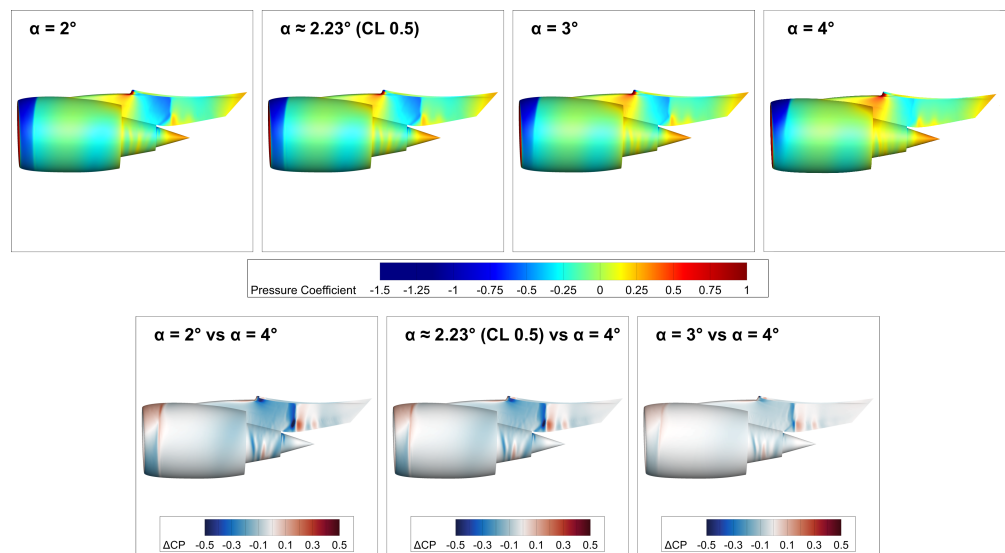 α = 2°
α ≈ 2.23° (CL 0.5)
α = 3°
α = 4°
Pressure Coefficient -1.5 -1.25 -1 -0.75 -0.5 -0.25 0 0.25 0.5 0.75 1
α = 2° vs α = 4°
α ≈ 2.23° (CL 0.5) vs α = 4°
α = 3° vs α = 4°
ΔCP -0.5 -0.3 -0.1 0.1 0.3 0.5
ΔCP -0.5 -0.3 -0.1 0.1 0.3 0.5
ΔCP -0.5 -0.3 -0.1 0.1 0.3 0.5